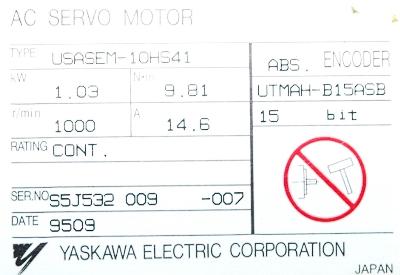 AC SERVO MOTOR
TYPE USASEM-10HS41
ABS. ENCODER
kW 1.03 N·m 9.81
UTMAH-B15ASB
r/min 1000 A 14.6
15 bit
RATING CONT.
SER.NO S5J532 009 -007
DATE 9509
YASKAWA ELECTRIC CORPORATION
JAPAN